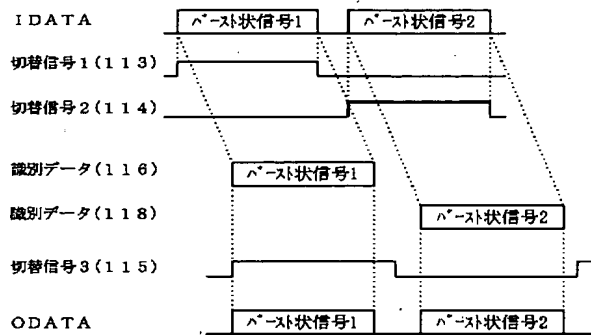 IDATA バースト状信号1 バースト状信号2
切替信号1(113)
切替信号2(114)
識別データ(116) バースト状信号1
識別データ(118) バースト状信号2
切替信号3(115)
ODATA バースト状信号1 バースト状信号2